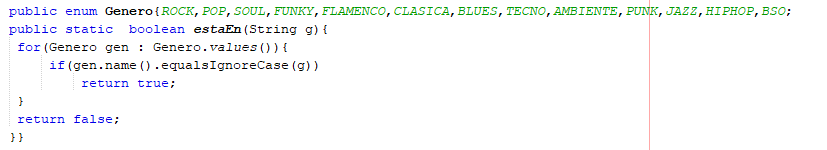 public enum Genero{ROCK,POP,SOUL,FUNKY,FLAMENCO,CLASICA,BLUES,TECNO,AMBIENTE,PUNK,JAZZ,HIPHOP,BSO;
public static  boolean estaEn(String g){
 for(Genero gen : Genero.values()){
     if(gen.name().equalsIgnoreCase(g))
         return true;
 }
 return false;
}}